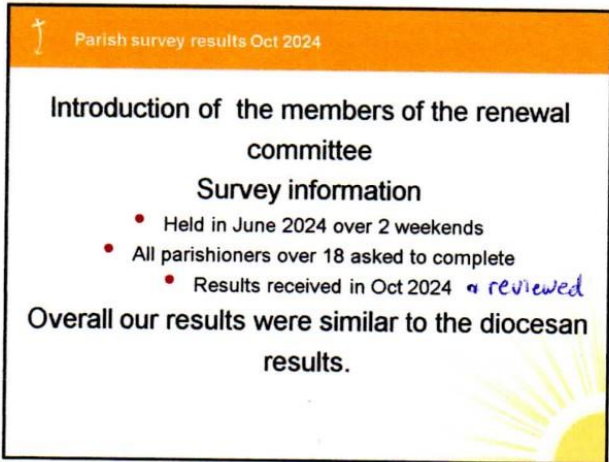 Parish survey results Oct 2024
Introduction of the members of the renewal
committee
Survey information
• Held in June 2024 over 2 weekends
• All parishioners over 18 asked to complete
• Results received in Oct 2024 & reviewed
Overall our results were similar to the diocesan
results.